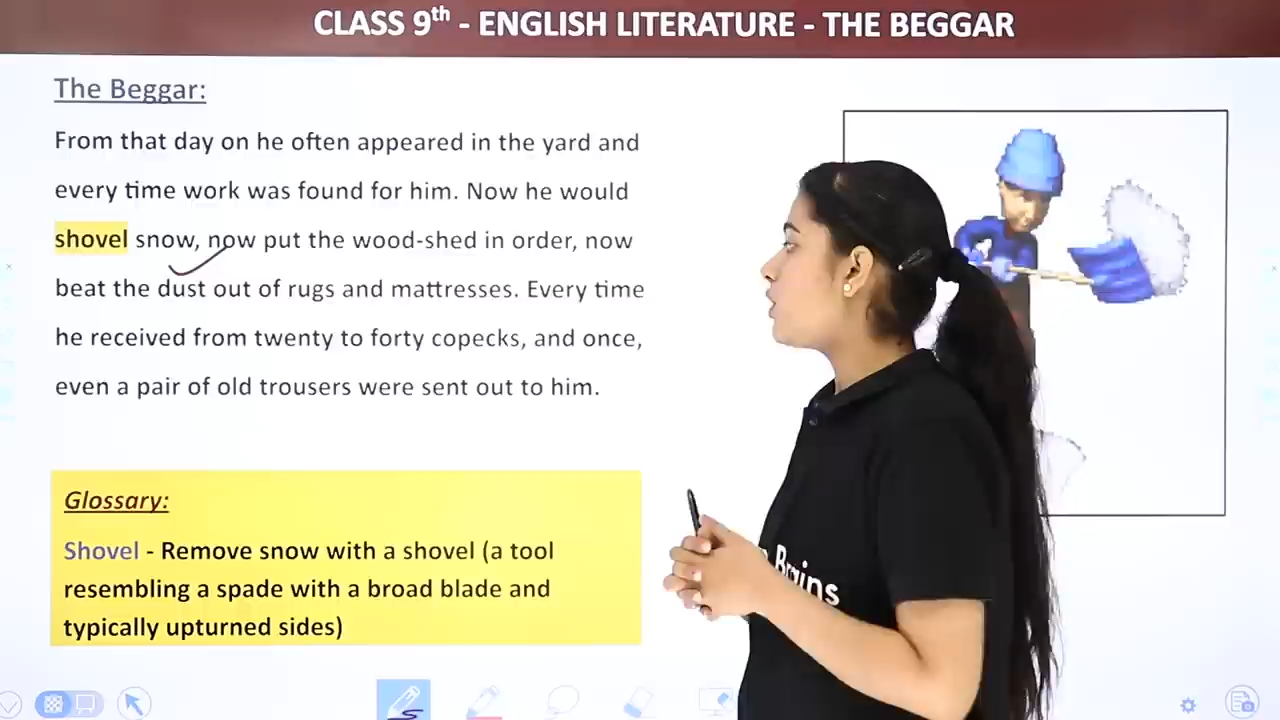 CLASS 9th - ENGLISH LITERATURE - THE BEGGAR
The Beggar:
From that day on he often appeared in the yard and
every time work was found for him. Now he would
shovel snow, now put the wood-shed in order, now
beat the dust out of rugs and mattresses. Every time
he received from twenty to forty copecks, and once,
even a pair of old trousers were sent out to him.
Glossary:
Shovel - Remove snow with a shovel (a tool
resembling a spade with a broad blade and
typically upturned sides)
Brains